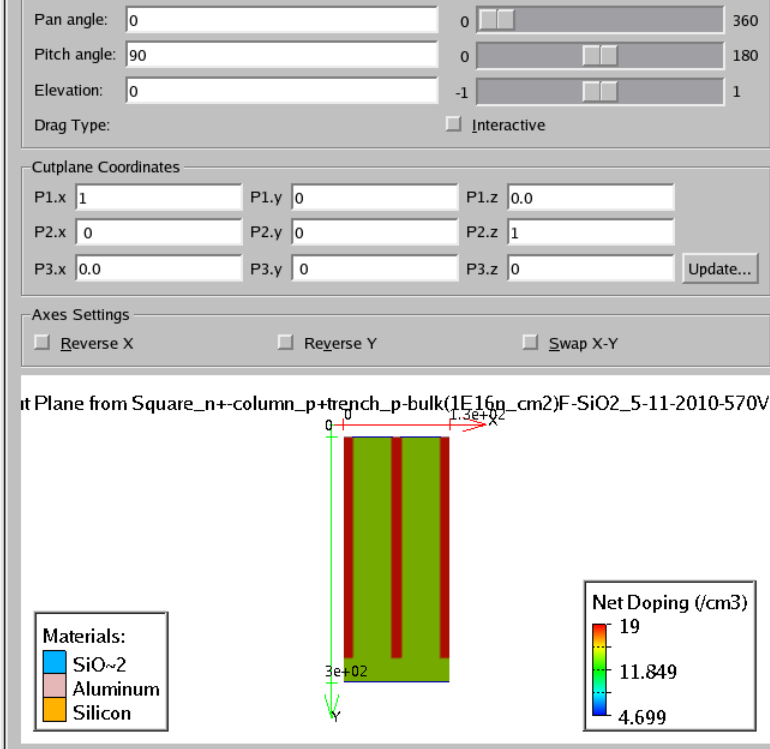 Pan angle: 0 0 360
Pitch angle: 90 0 180
Elevation: 0 -1 1
Drag Type: Interactive
Cutplane Coordinates
P1.x 1 P1.y 0 P1.z 0.0
P2.x 0 P2.y 0 P2.z 1
P3.x 0.0 P3.y 0 P3.z 0 Update...
Axes Settings
Reverse X Reverse Y Swap X-Y
it Plane from Square_n+-column_p+trench_p-bulk(1E16n_cm2)F-SiO2_5-11-2010-570V
0 1.3e+02 X
0
3e+02
Y
Materials:
SiO~2
Aluminum
Silicon
Net Doping (/cm3)
19
11.849
4.699